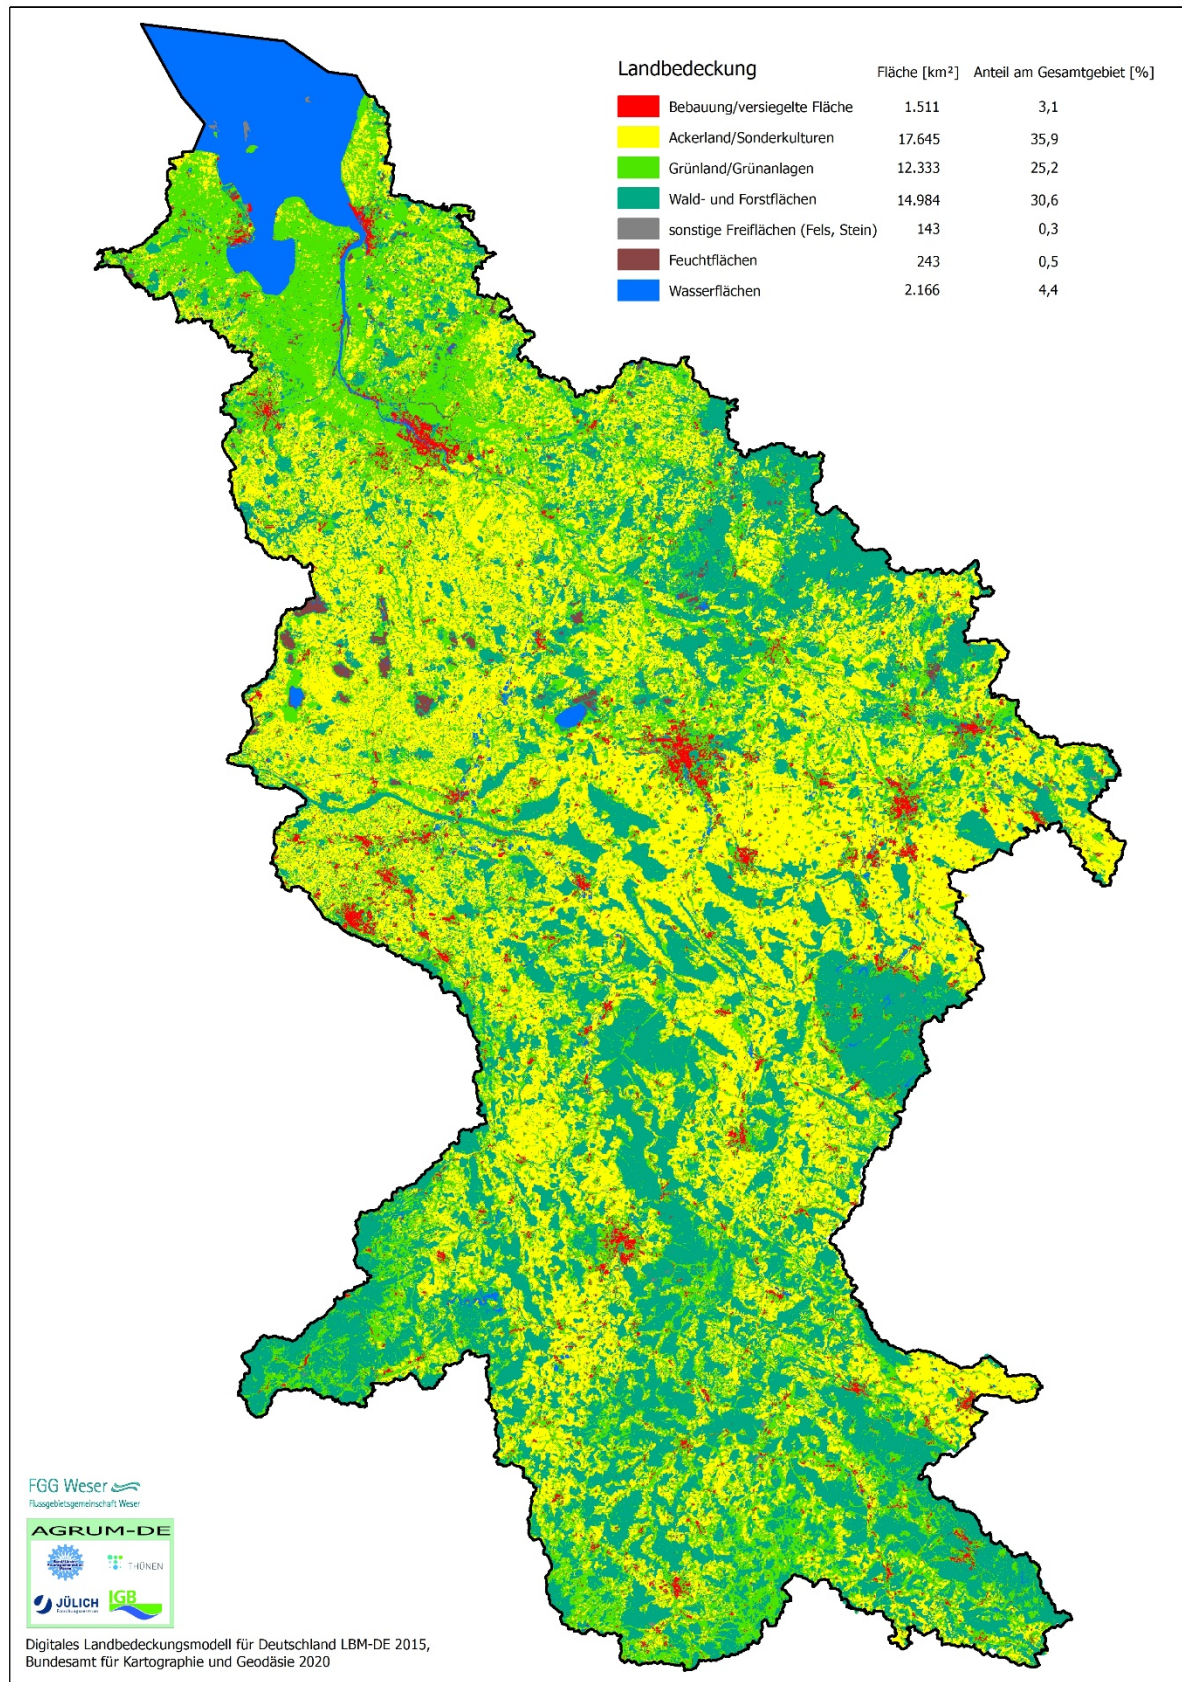 Landbedeckung Fläche [km²] Anteil am Gesamtgebiet [%]
Bebauung/versiegelte Fläche 1.511 3,1
Ackerland/Sonderkulturen 17.645 35,9
Grünland/Grünanlagen 12.333 25,2
Wald- und Forstflächen 14.984 30,6
sonstige Freiflächen (Fels, Stein) 143 0,3
Feuchtflächen 243 0,5
Wasserflächen 2.166 4,4
FGG Weser
Flussgebietsgemeinschaft Weser
AGRUM-DE
THÜNEN
JÜLICH
Forschungszentrum
IGB
Digitales Landbedeckungsmodell für Deutschland LBM-DE 2015,
Bundesamt für Kartographie und Geodäsie 2020